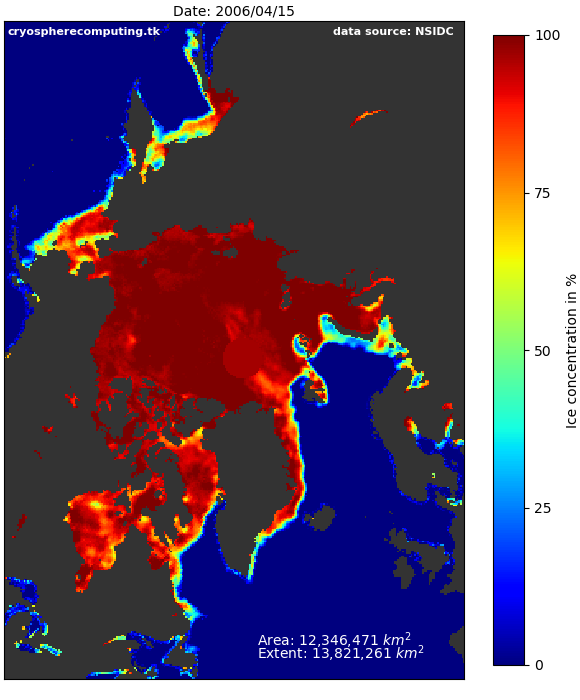 Date: 2006/04/15
cryospherecomputing.tk
data source: NSIDC
100
75
50
25
0
Ice concentration in %
Area: 12,346,471 km²
Extent: 13,821,261 km²